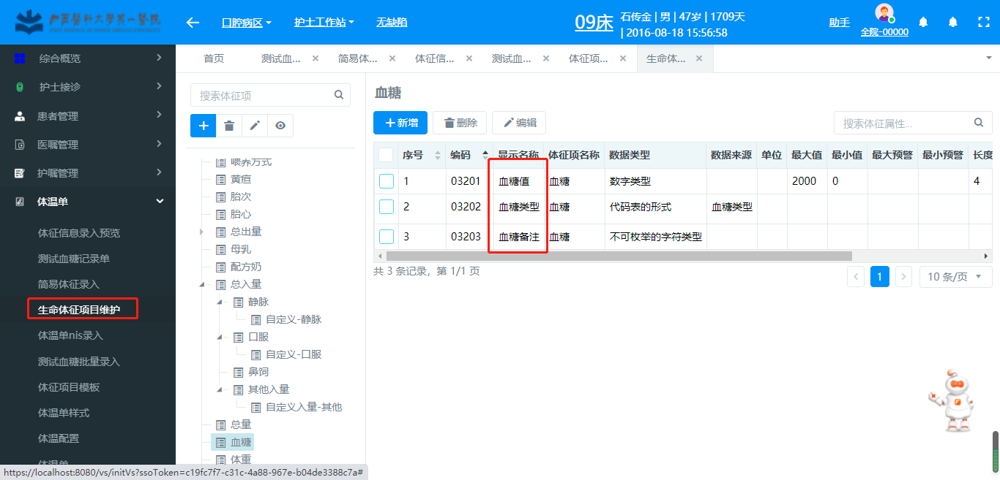 广西医科大学第一医院
口腔病区
护士工作站
无缺陷
09床
石传金 | 男 | 47岁 | 1709天
| 2016-08-18 15:56:58
助手
全院-00000
综合概览
护士接诊
患者管理
医嘱管理
护嘱管理
体温单
体征信息录入预览
测试血糖记录单
简易体征录入
生命体征项目维护
体温单nis录入
测试血糖批量录入
体征项目模板
体温单样式
体温配置
体温单
首页
测试血...
简易体...
体征信...
测试血...
体征项...
生命体...
搜索体征项
喂养方式
黄疸
胎次
胎心
总出量
母乳
配方奶
总入量
静脉
自定义-静脉
口服
自定义-口服
鼻饲
其他入量
自定义入量-其他
总量
血糖
体重
血糖
新增
删除
编辑
搜索体征属性...
序号 编码 显示名称 体征项名称 数据类型 数据来源 单位 最大值 最小值 最大预警 最小预警 长度
1 03201 血糖值 血糖 数字类型 2000 0 4
2 03202 血糖类型 血糖 代码表的形式 血糖类型
3 03203 血糖备注 血糖 不可枚举的字符类型
共 3 条记录，第 1/1 页
1
10 条/页
https://localhost:8080/vs/initVs?ssoToken=c19fc7f7-c31c-4a88-967e-b04de3388c7a#